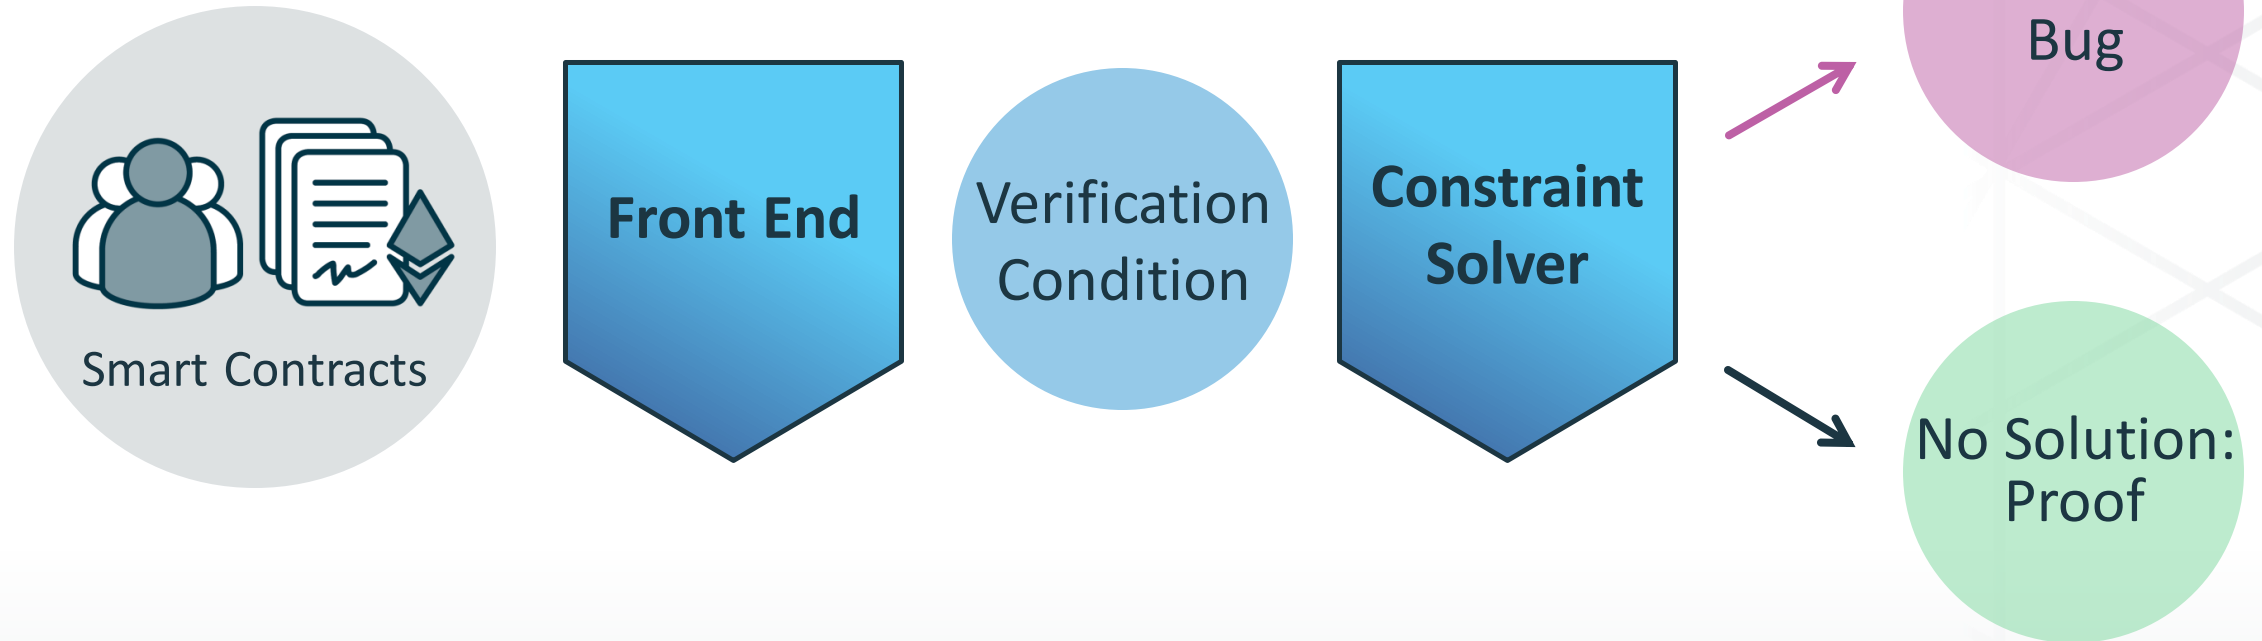 Smart Contracts
Front End
Verification
Condition
Constraint
Solver
Bug
No Solution:
Proof